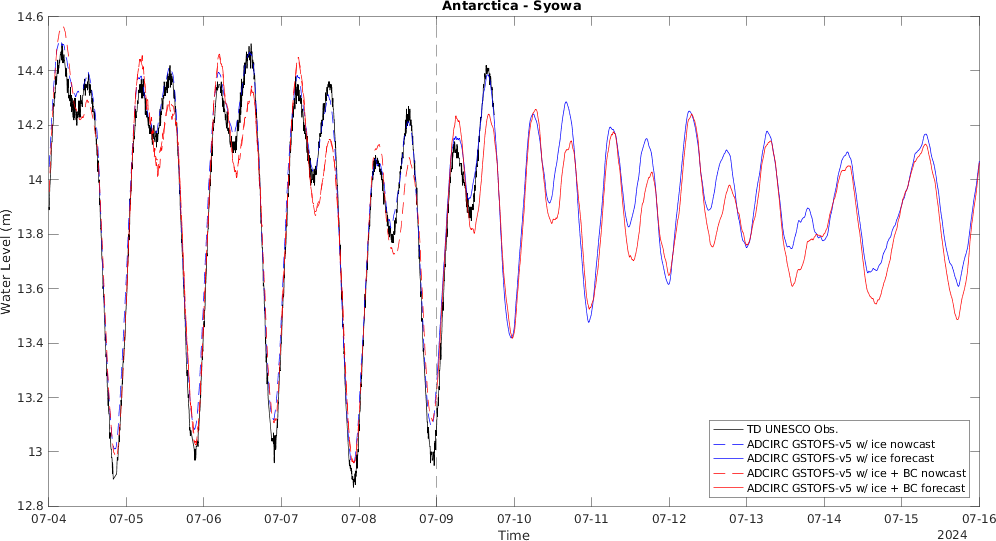 Antarctica - Syowa
14.6
14.4
14.2
14
13.8
13.6
13.4
13.2
13
12.8
Water Level (m)
TD UNESCO Obs.
ADCIRC GSTOFS-v5 w/ ice nowcast
ADCIRC GSTOFS-v5 w/ ice forecast
ADCIRC GSTOFS-v5 w/ ice + BC nowcast
ADCIRC GSTOFS-v5 w/ ice + BC forecast
07-04 07-05 07-06 07-07 07-08 07-09 07-10 07-11 07-12 07-13 07-14 07-15 07-16
Time
2024